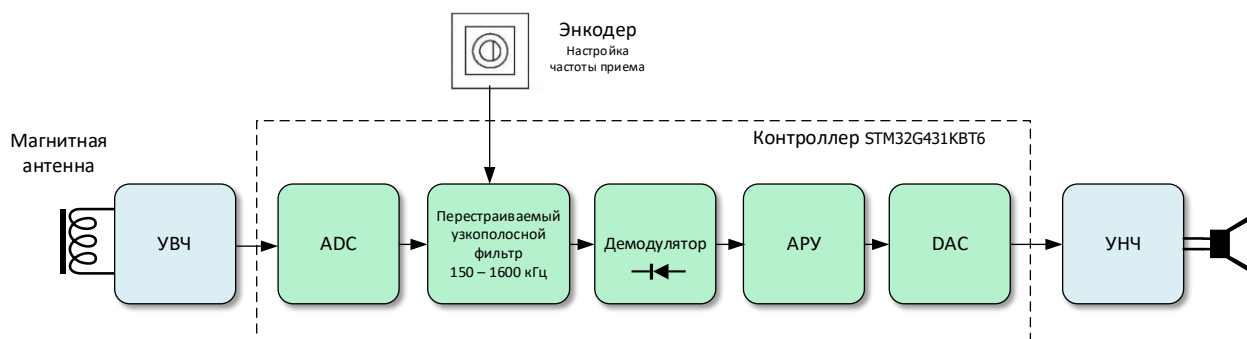 Энкодер
Настройка
частоты приема
Магнитная
антенна
Контроллер STM32G431KBT6
УВЧ
ADC
Перестраиваемый
узкополосной
фильтр
150 – 1600 кГц
Демодулятор
АРУ
DAC
УНЧ